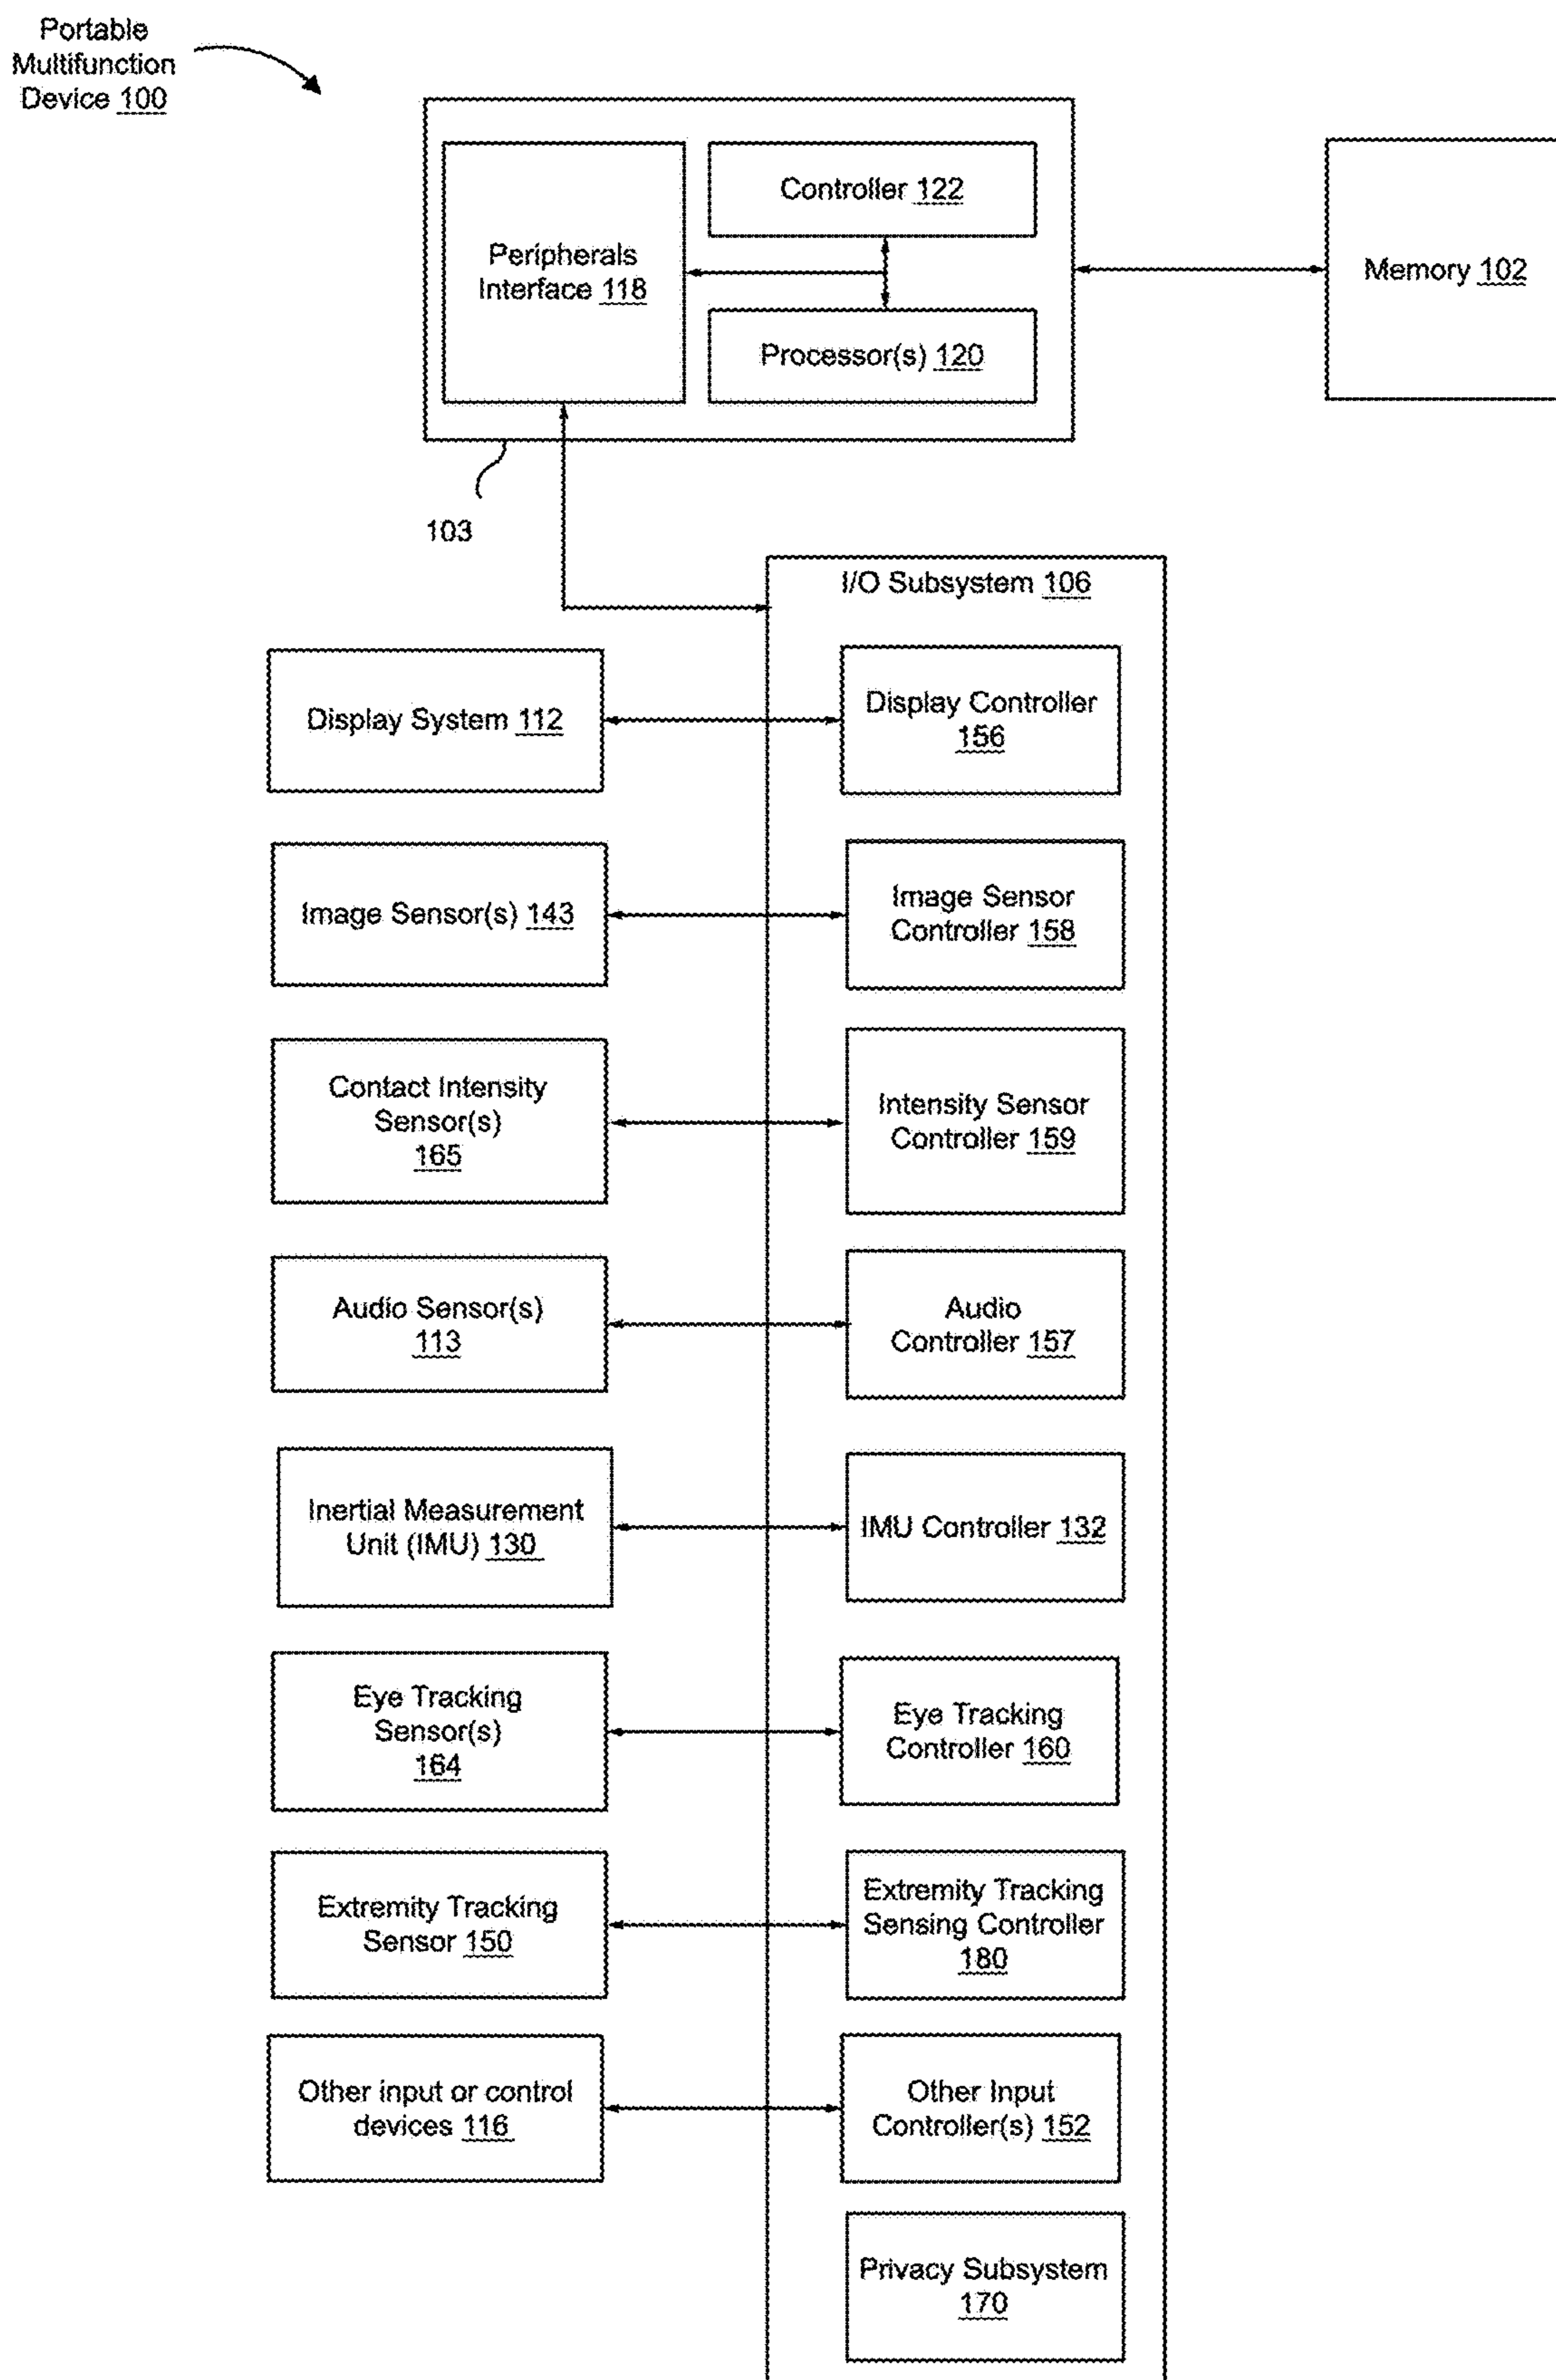 Portable
Multifunction
Device 100
Controller 122
Peripherals
Interface 118
Processor(s) 120
Memory 102
103
I/O Subsystem 106
Display System 112
Display Controller
156
Image Sensor(s) 143
Image Sensor
Controller 158
Contact Intensity
Sensor(s)
165
Intensity Sensor
Controller 159
Audio Sensor(s)
113
Audio
Controller 157
Inertial Measurement
Unit (IMU) 130
IMU Controller 132
Eye Tracking
Sensor(s)
164
Eye Tracking
Controller 160
Extremity Tracking
Sensor 150
Extremity Tracking
Sensing Controller
180
Other input or control
devices 116
Other Input
Controller(s) 152
Privacy Subsystem
170